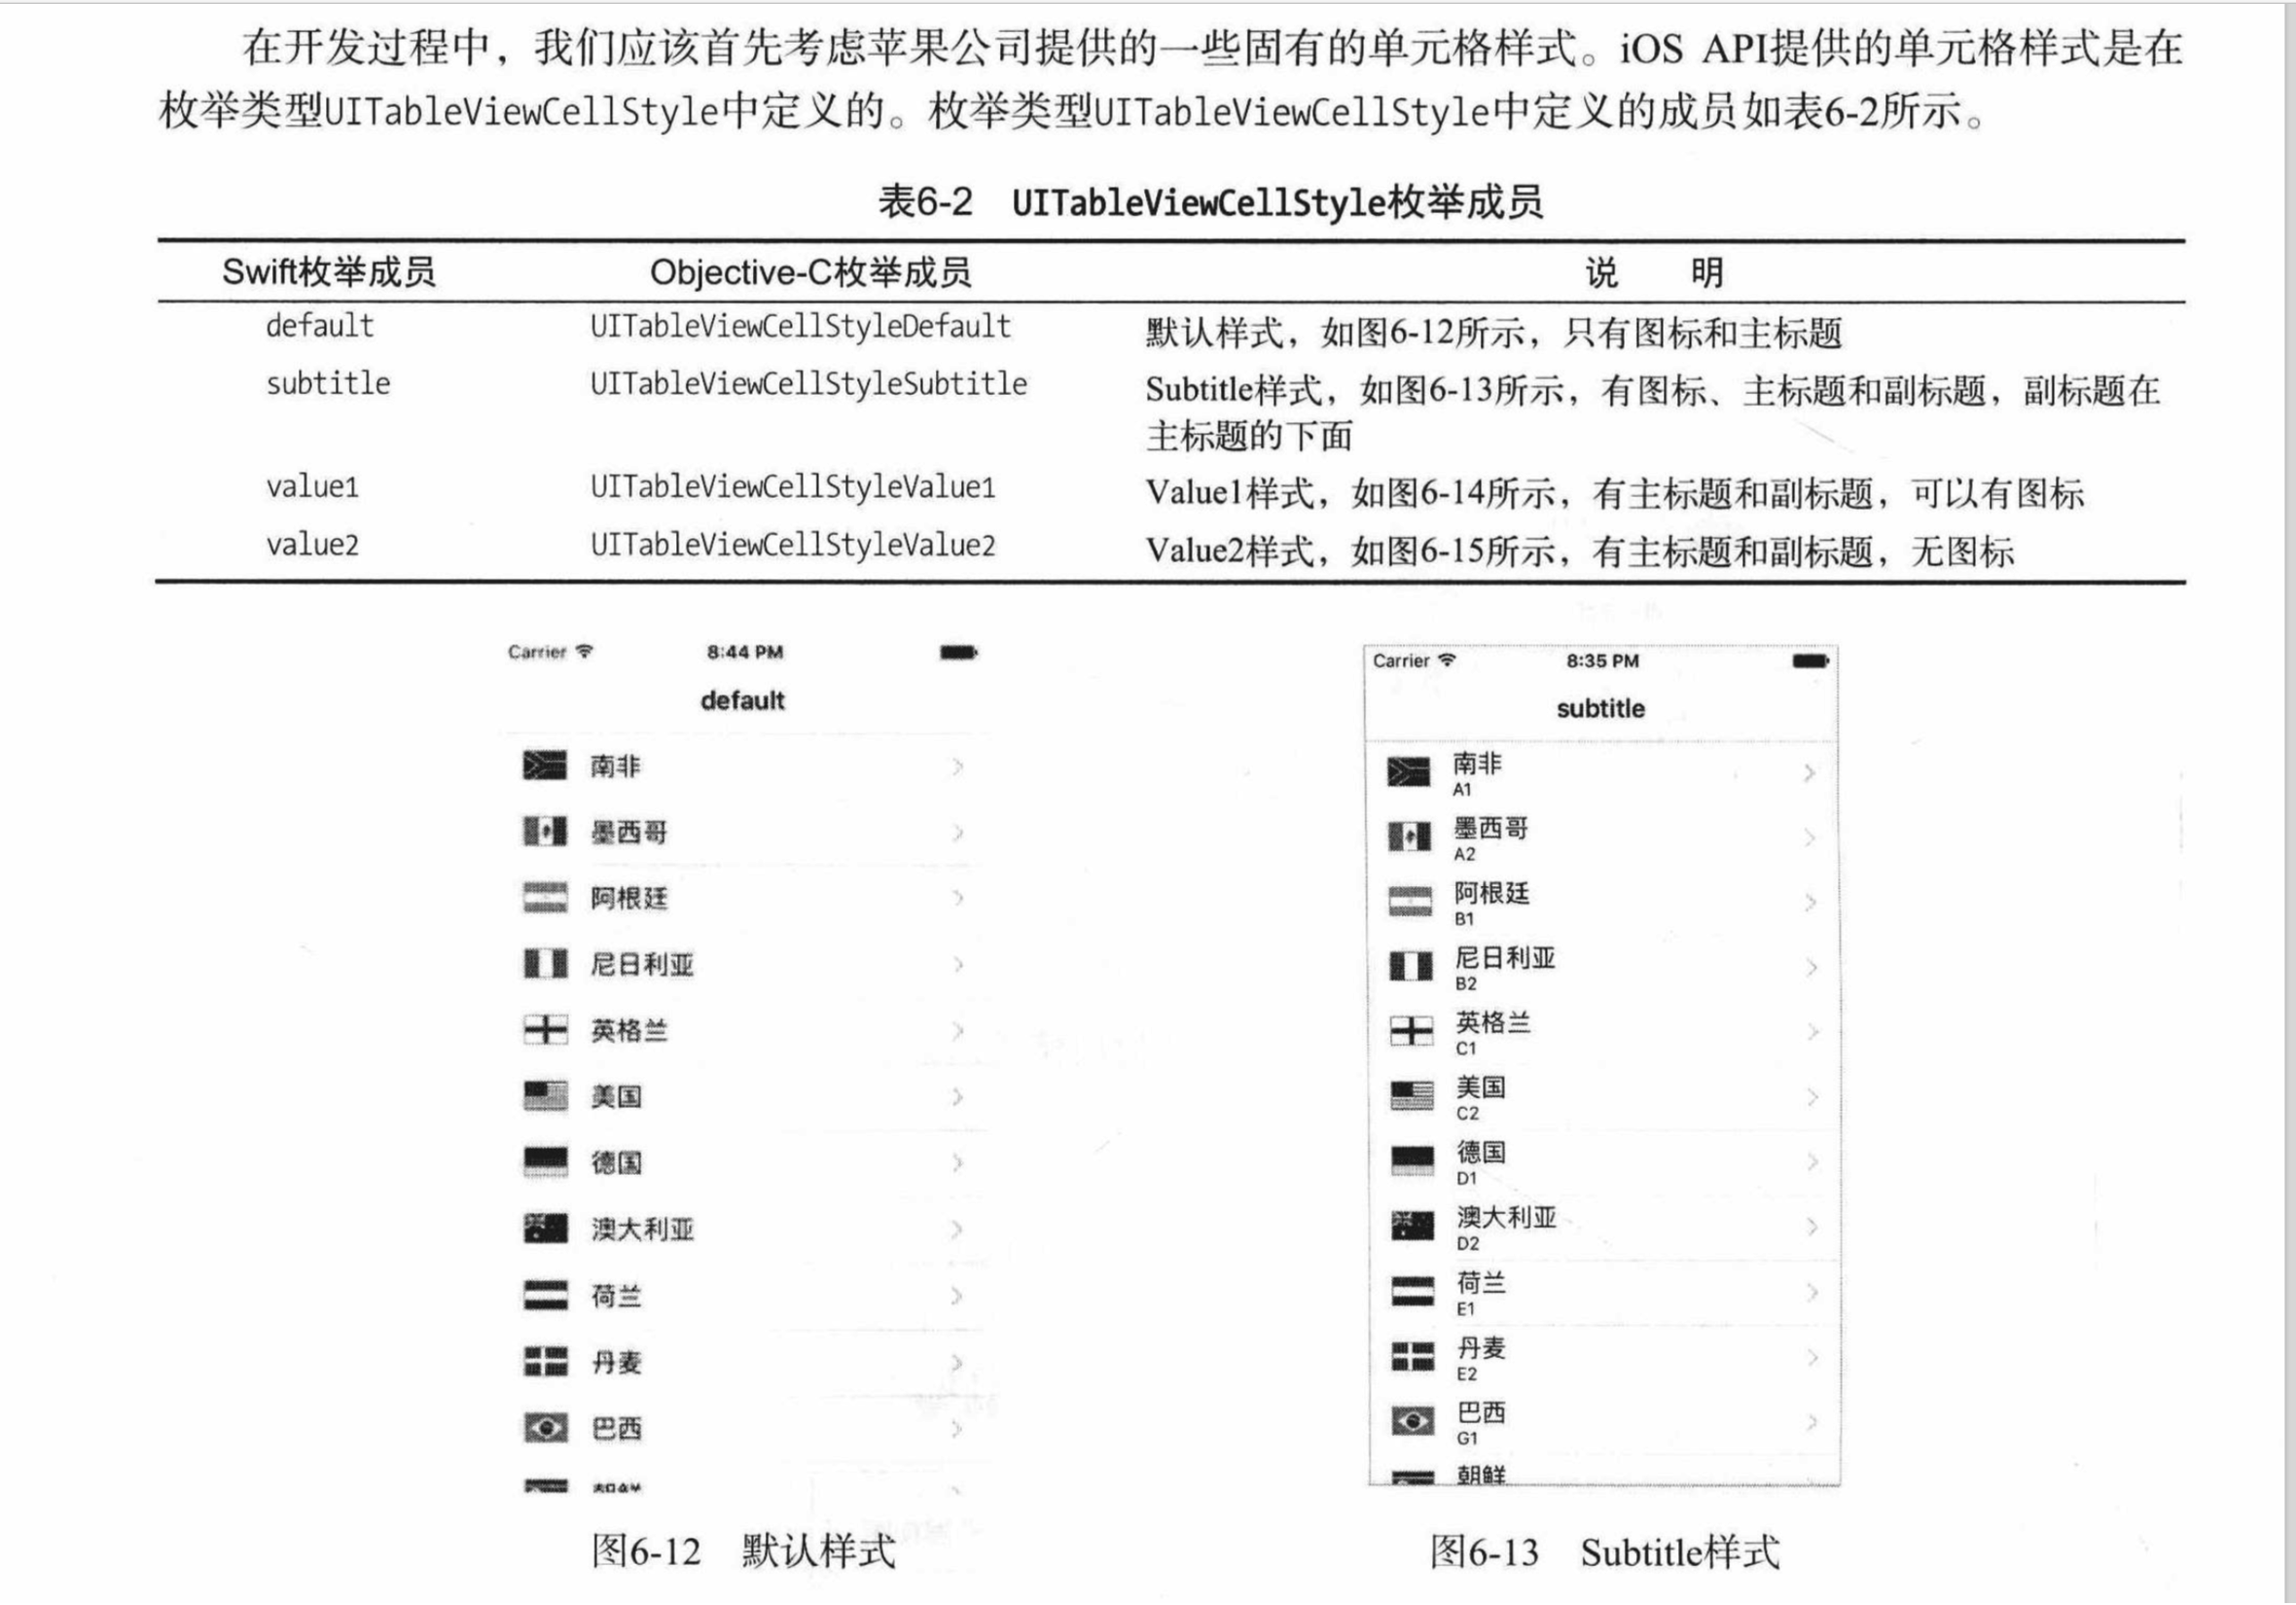 在开发过程中，我们应该首先考虑苹果公司提供的一些固有的单元格样式。iOS API提供的单元格样式是在
枚举类型UITableViewCellStyle中定义的。枚举类型UITableViewCellStyle中定义的成员如表6-2所示。
表6-2 UITableViewCellStyle枚举成员
Swift枚举成员 Objective-C枚举成员 说 明
default UITableViewCellStyleDefault 默认样式，如图6-12所示，只有图标和主标题
subtitle UITableViewCellStyleSubtitle Subtitle样式，如图6-13所示，有图标、主标题和副标题，副标题在
主标题的下面
value1 UITableViewCellStyleValue1 Value1样式，如图6-14所示，有主标题和副标题，可以有图标
value2 UITableViewCellStyleValue2 Value2样式，如图6-15所示，有主标题和副标题，无图标
Carrier 8:44 PM
default
南非
墨西哥
阿根廷
尼日利亚
英格兰
美国
德国
澳大利亚
荷兰
丹麦
巴西
图6-12 默认样式
Carrier 8:35 PM
subtitle
南非
A1
墨西哥
A2
阿根廷
B1
尼日利亚
B2
英格兰
C1
美国
C2
德国
D1
澳大利亚
D2
荷兰
E1
丹麦
E2
巴西
G1
朝鲜
图6-13 Subtitle样式